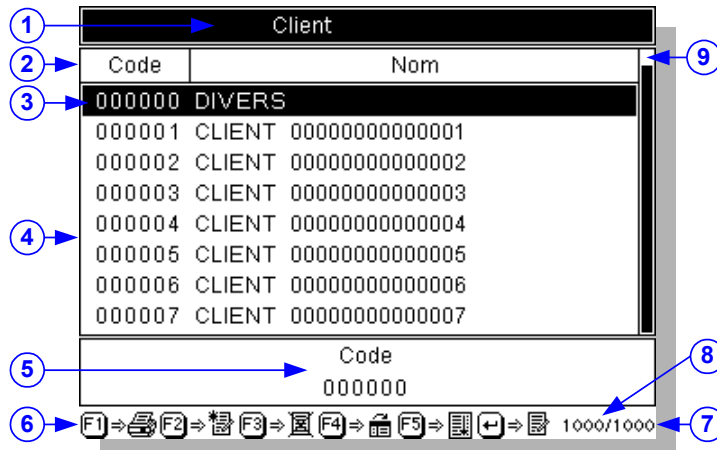 1 Client
2 Code Nom 9
3 000000 DIVERS
000001 CLIENT 00000000000001
000002 CLIENT 00000000000002
000003 CLIENT 00000000000003
4 000004 CLIENT 00000000000004
000005 CLIENT 00000000000005
000006 CLIENT 00000000000006
000007 CLIENT 00000000000007
Code 8
5 000000
6 F1 ⇒ F2 ⇒ F3 ⇒ F4 ⇒ F5 ⇒ ↵ ⇒ 1000/1000 7